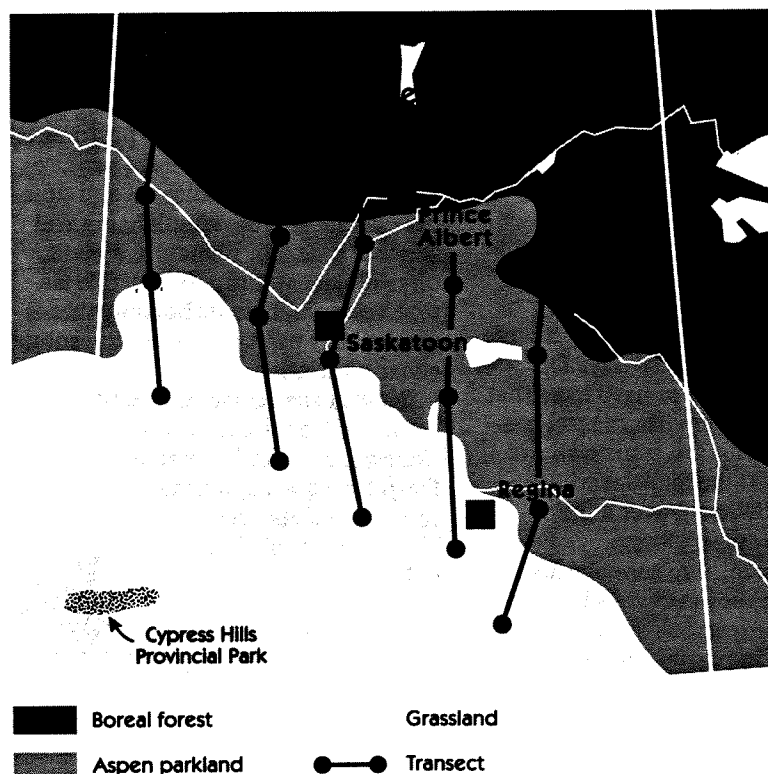 Prince
Albert
Saskatoon
Regina
Cypress Hills
Provincial Park
Boreal forest
Grassland
Aspen parkland
Transect